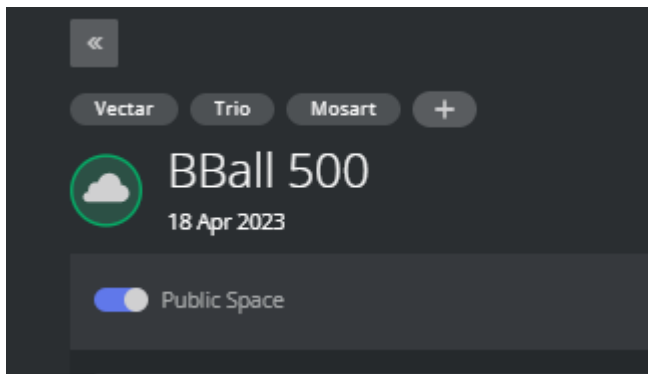 «
Vectar Trio Mosart +
BBall 500
18 Apr 2023
Public Space